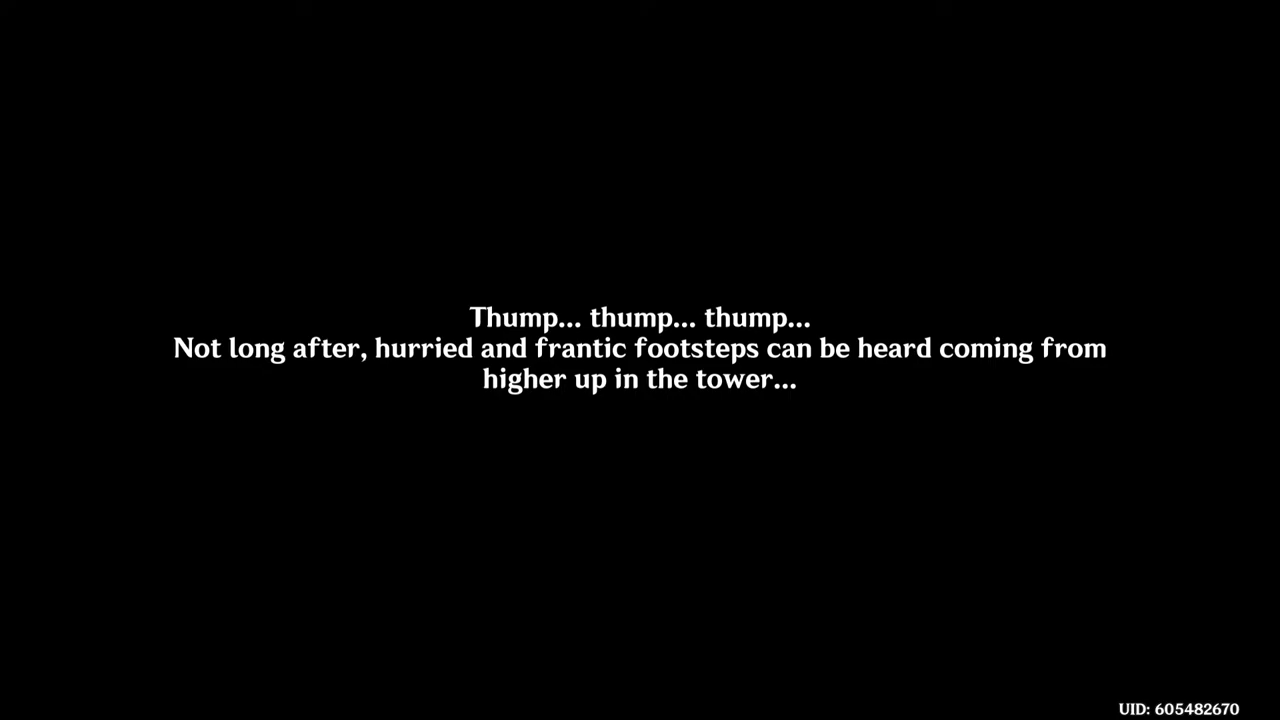 Thump... thump... thump...
Not long after, hurried and frantic footsteps can be heard coming from
higher up in the tower...
UID: 605482670